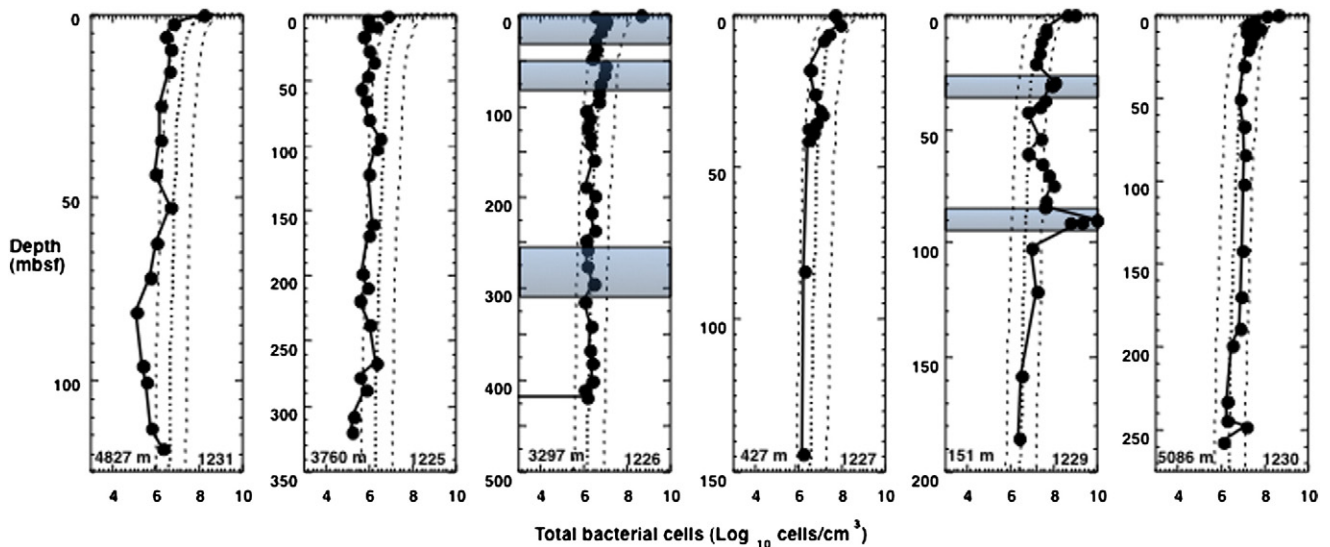 0 0 0 0 0 0
50 100 50 50
50 100 100
Depth
(mbsf)
150 200 50 100 150
200
250 300 100 150 200
100
300 400 250
4827 m 1231 3760 m 1225 3297 m 1226 427 m 1227 151 m 1229 5086 m 1230
350 500 150 200
4 6 8 10 4 6 8 10 4 6 8 10 4 6 8 10 4 6 8 10 4 6 8 10
Total bacterial cells (Log 10 cells/cm3)